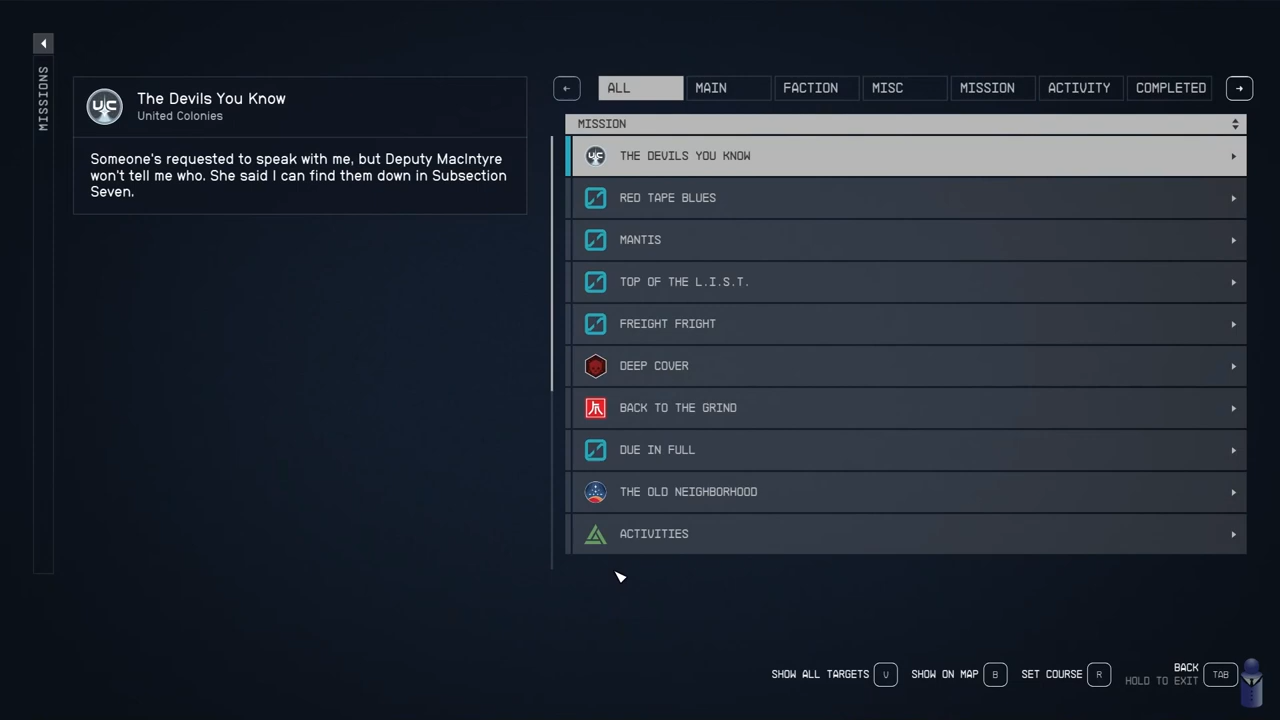 MISSIONS
The Devils You Know
United Colonies
Someone's requested to speak with me, but Deputy MacIntyre
won't tell me who. She said I can find them down in Subsection
Seven.
ALL
MAIN
FACTION
MISC
MISSION
ACTIVITY
COMPLETED
MISSION
THE DEVILS YOU KNOW
RED TAPE BLUES
MANTIS
TOP OF THE L.I.S.T.
FREIGHT FRIGHT
DEEP COVER
BACK TO THE GRIND
DUE IN FULL
THE OLD NEIGHBORHOOD
ACTIVITIES
SHOW ALL TARGETS V
SHOW ON MAP B
SET COURSE R
BACK
HOLD TO EXIT
TAB
UC